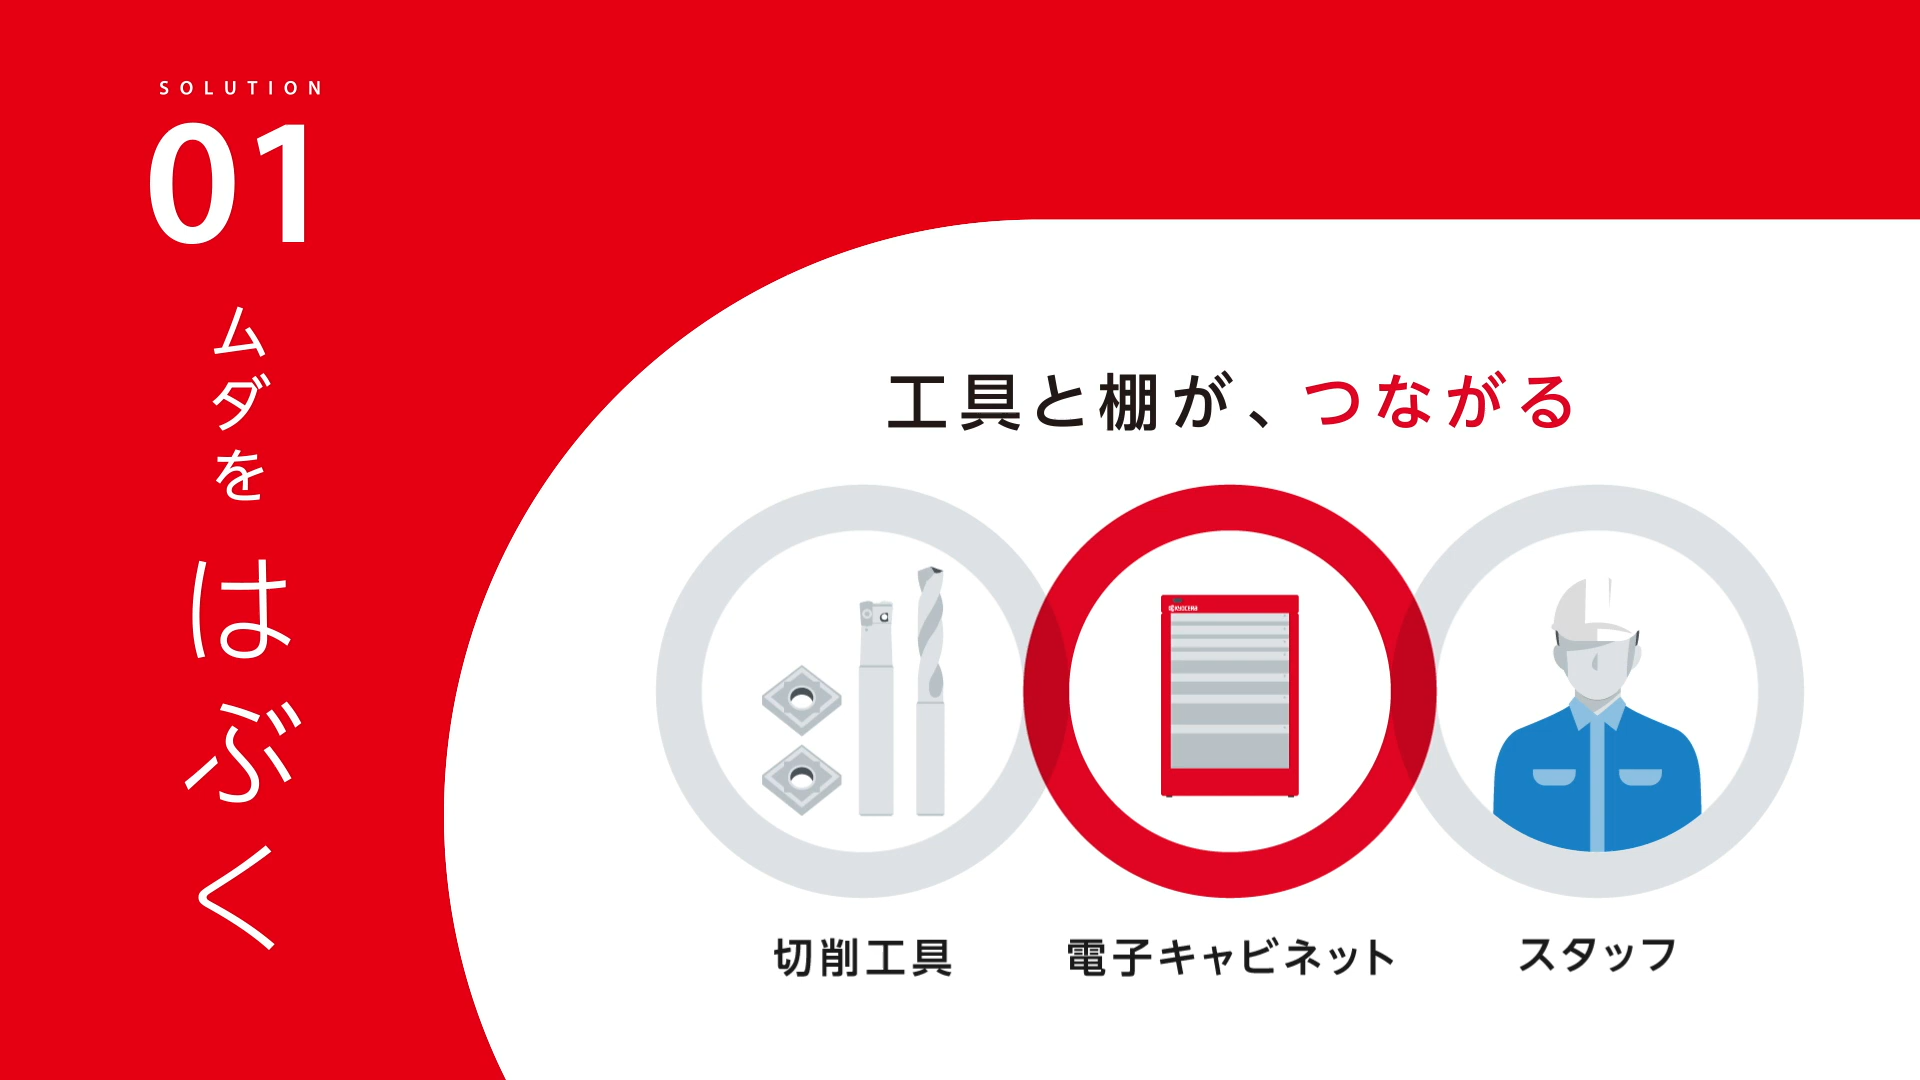 SOLUTION
01
ムダを はぶく
工具と棚が、つながる
KYOCERA
切削工具
電子キャビネット
スタッフ